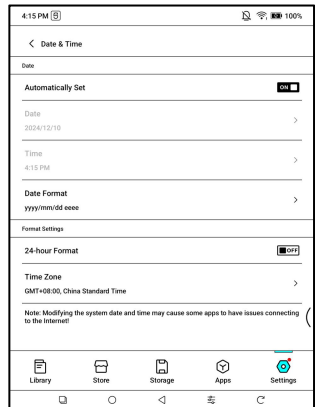 4:15 PM
100%
Date & Time
Date
Automatically Set
ON
Date
2024/12/10
Time
4:15 PM
Date Format
yyyy/mm/dd eeee
Format Settings
24-hour Format
OFF
Time Zone
GMT+08:00, China Standard Time
Note: Modifying the system date and time may cause some apps to have issues connecting
to the Internet!
Library Store Storage Apps Settings